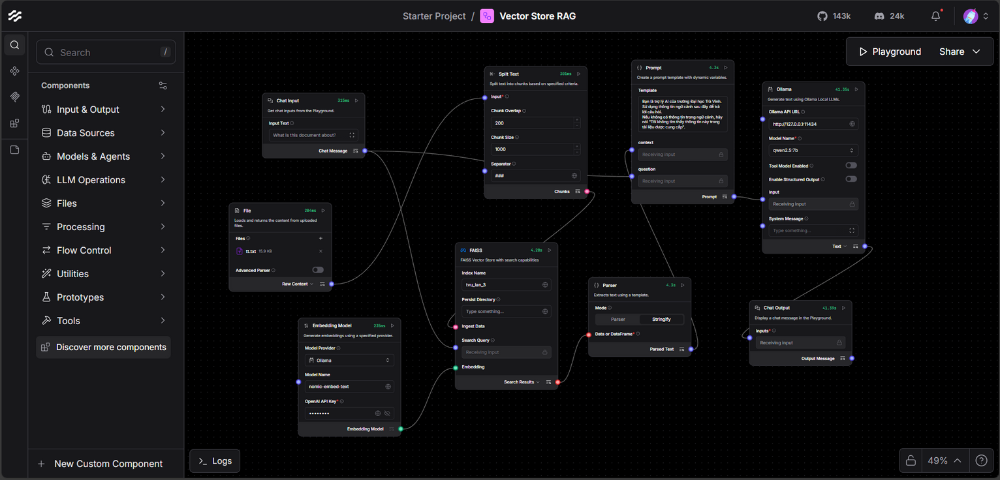 Starter Project / Vector Store RAG
143k
24k
Search
/
Playground
Share
Components
Input & Output
Data Sources
Models & Agents
LLM Operations
Files
Processing
Flow Control
Utilities
Prototypes
Tools
Discover more components
New Custom Component
Chat Input
315ms
Get chat inputs from the Playground.
Input Text
What is this document about?
Chat Message
File
284ms
Loads and returns the content from uploaded
files.
Files
tt.txt 15.9 KB
Advanced Parser
Raw Content
Embedding Model
235ms
Generate embeddings using a specified provider.
Model Provider
Ollama
Model Name
nomic-embed-text
OpenAI API Key*
••••••••
Embedding Model
Split Text
301ms
Split text into chunks based on specified criteria.
Input*
Chunk Overlap
200
Chunk Size
1000
Separator
###
Chunks
FAISS
4.28s
FAISS Vector Store with search capabilities
Index Name
tvu_lan_3
Persist Directory
Type something...
Ingest Data
Search Query
Receiving input
Embedding
Search Results
Prompt
4.3s
Create a prompt template with dynamic variables.
Template
Bạn là trợ lý AI của trường Đại học Trà Vinh.
Sử dụng thông tin ngữ cảnh sau đây để trả
lời câu hỏi.
Nếu không có thông tin trong ngữ cảnh, hãy
nói "Tôi không tìm thấy thông tin này trong
tài liệu được cung cấp".
context
Receiving input
question
Receiving input
Prompt
Parser
4.3s
Extracts text using a template.
Mode
Parser
Stringify
Data or DataFrame*
Parsed Text
Ollama
41.35s
Generate text using Ollama Local LLMs.
Ollama API URL
http://127.0.0.1:11434
Model Name*
qwen2.5:7b
Tool Model Enabled
Enable Structured Output
Input
Receiving input
System Message
Type something...
Text
Chat Output
41.39s
Display a chat message in the Playground.
Inputs*
Receiving input
Output Message
>_ Logs
49%
?